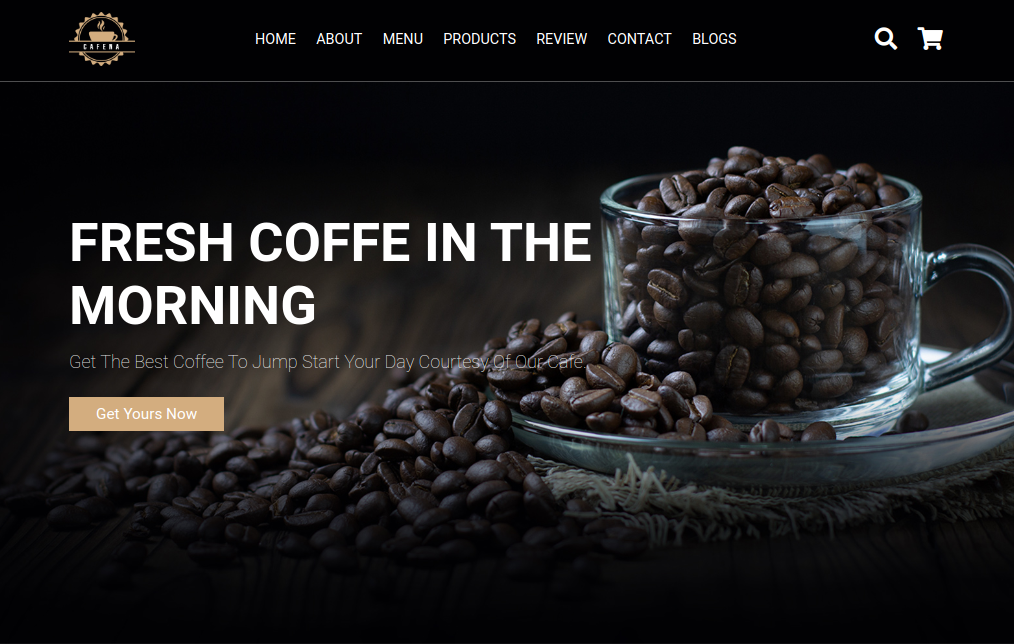 CAFENA
HOME ABOUT MENU PRODUCTS REVIEW CONTACT BLOGS
FRESH COFFE IN THE
MORNING
Get The Best Coffee To Jump Start Your Day Courtesy Of Our Cafe.
Get Yours Now